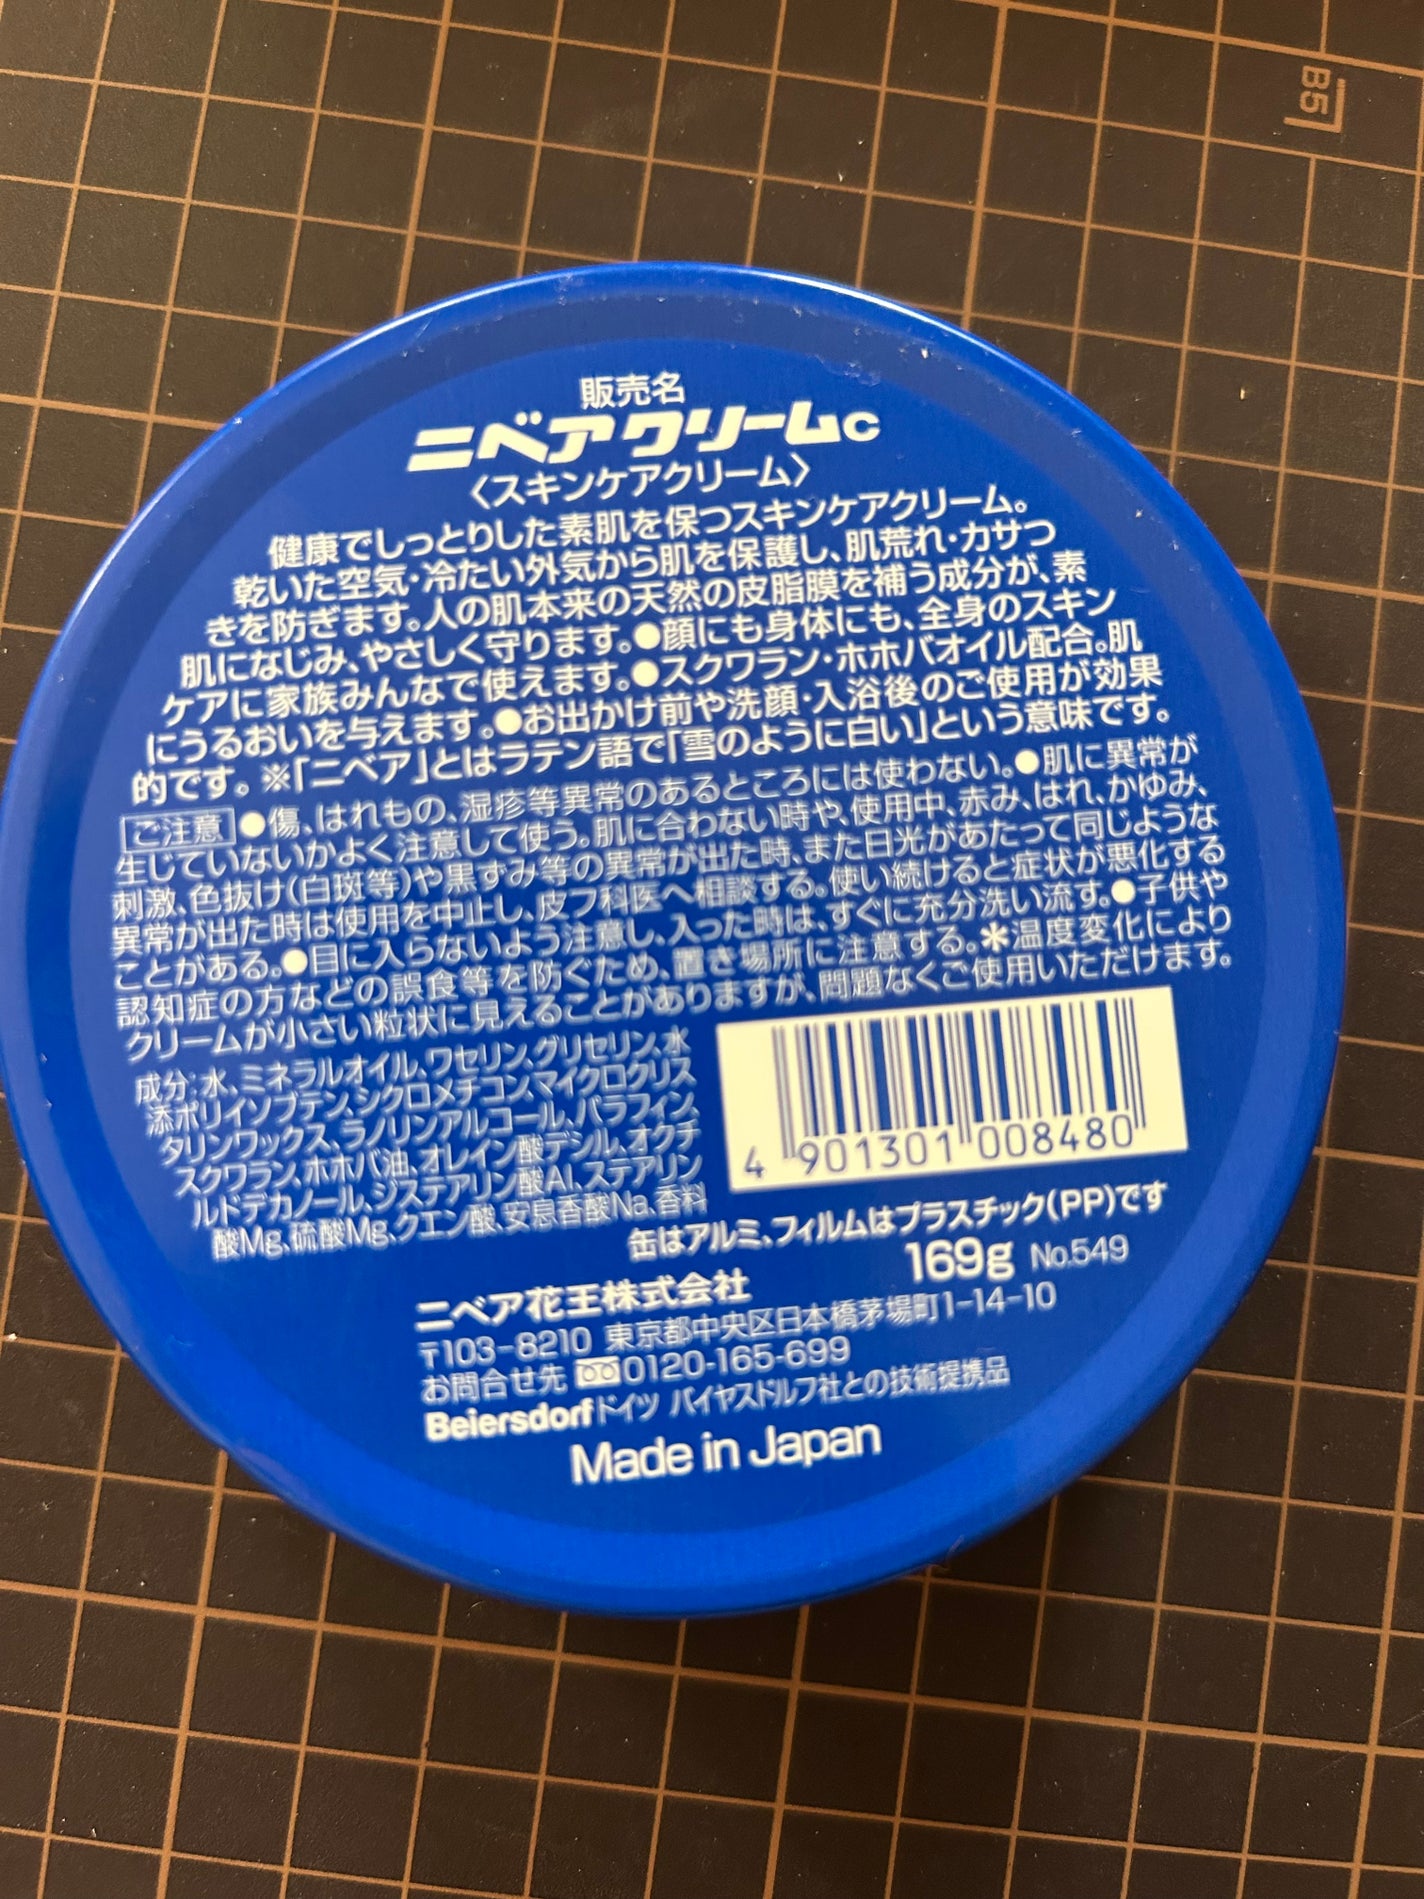 B5
販売名
ニベアクリームc
〈スキンケアクリーム〉
健康でしっとりした素肌を保つスキンケアクリーム。
乾いた空気・冷たい外気から肌を保護し、肌荒れ・カサつ
きを防ぎます。人の肌本来の天然の皮脂膜を補う成分が、素
肌になじみ、やさしく守ります。●顔にも身体にも、全身のスキン
ケアに家族みんなで使えます。●スクワラン・ホホバオイル配合。肌
にうるおいを与えます。●お出かけ前や洗顔・入浴後のご使用が効果
的です。※「ニベア」とはラテン語で「雪のように白い」という意味です。
ご注意 ●傷、はれもの、湿疹等異常のあるところには使わない。●肌に異常が
生じていないかよく注意して使う。肌に合わない時や、使用中、赤み、はれ、かゆみ、
刺激、色抜け(白斑等)や黒ずみ等の異常が出た時、また日光があたって同じような
異常が出た時は使用を中止し、皮フ科医へ相談する。使い続けると症状が悪化する
ことがある。●目に入らないよう注意し、入った時は、すぐに充分洗い流す。●子供や
認知症の方などの誤食等を防ぐため、置き場所に注意する。＊温度変化により
クリームが小さい粒状に見えることがありますが、問題なくご使用いただけます。
成分:水、ミネラルオイル、ワセリン、グリセリン、水
添ポリイソブテン、シクロメチコン、マイクロクリス
タリンワックス、ラノリンアルコール、パラフィン、
スクワラン、ホホバ油、オレイン酸デシル、オクチ
ルドデカノール、ジステアリン酸Al、ステアリン
酸Mg、硫酸Mg、クエン酸、安息香酸Na、香料
4 901301 008480
缶はアルミ、フィルムはプラスチック(PP)です
169g No.549
ニベア花王株式会社
〒103-8210 東京都中央区日本橋茅場町1-14-10
お問合せ先 0120-165-699
Beiersdorfドイツ バイヤスドルフ社との技術提携品
Made in Japan